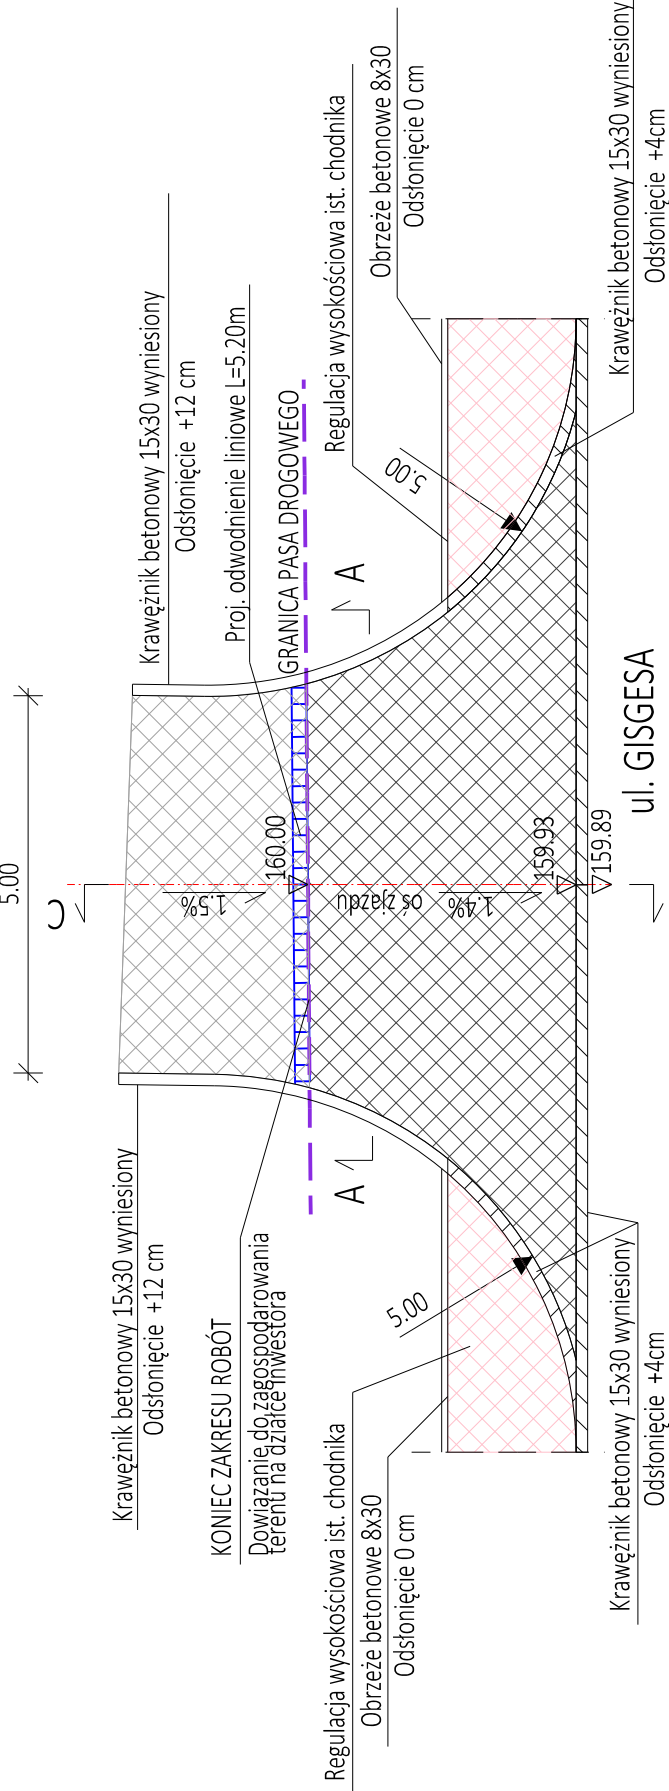 Krawężnik betonowy 15x30 wyniesiony
Odsłonięcie +12 cm
KONIEC ZAKRESU ROBÓT
Dowiązanie do zagospodarowania
terenu na działce inwestora
Regulacja wysokościowa ist. chodnika
Obrzeże betonowe 8x30
Odsłonięcie 0 cm
Krawężnik betonowy 15x30 wyniesiony
Odsłonięcie +4cm
5.00
A
5.00
C
1.5%
160.00
oś zjazdu
1.4%
159.93
159.89
ul. GISGESA
Krawężnik betonowy 15x30 wyniesiony
Odsłonięcie +12 cm
Proj. odwodnienie liniowe L=5.20m
GRANICA PASA DROGOWEGO
A
5.00
Regulacja wysokościowa ist. chodnika
Obrzeże betonowe 8x30
Odsłonięcie 0 cm
Krawężnik betonowy 15x30 wyniesiony
Odsłonięcie +4cm